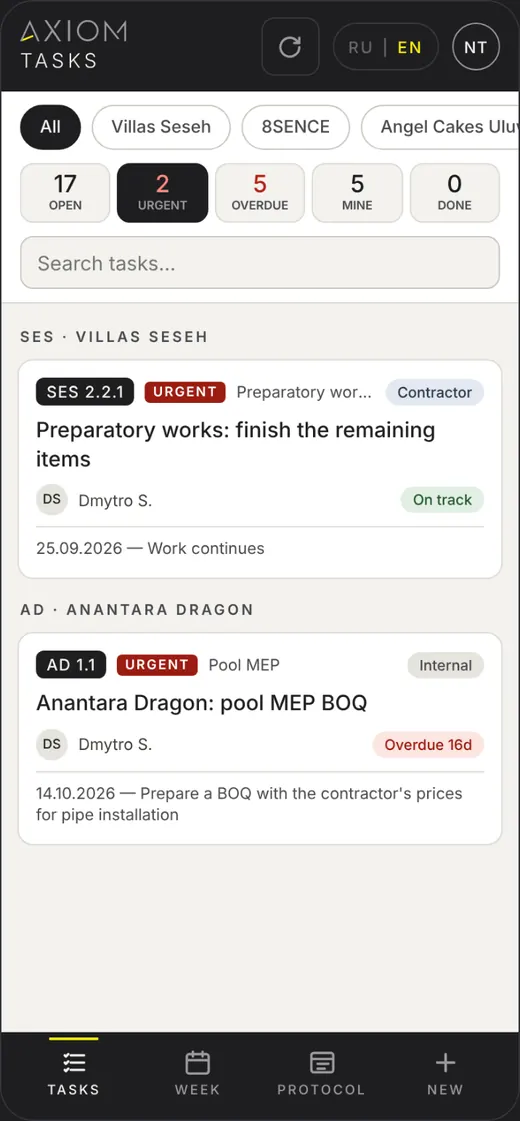 AXIOM
TASKS
RU | EN
NT
All
Villas Seseh
8SENCE
Angel Cakes Uluw
17
OPEN
2
URGENT
5
OVERDUE
5
MINE
0
DONE
Search tasks...
SES · VILLAS SESEH
SES 2.2.1
URGENT
Preparatory wor...
Contractor
Preparatory works: finish the remaining
items
DS
Dmytro S.
On track
25.09.2026 — Work continues
AD · ANANTARA DRAGON
AD 1.1
URGENT
Pool MEP
Internal
Anantara Dragon: pool MEP BOQ
DS
Dmytro S.
Overdue 16d
14.10.2026 — Prepare a BOQ with the contractor's prices
for pipe installation
TASKS
WEEK
PROTOCOL
NEW